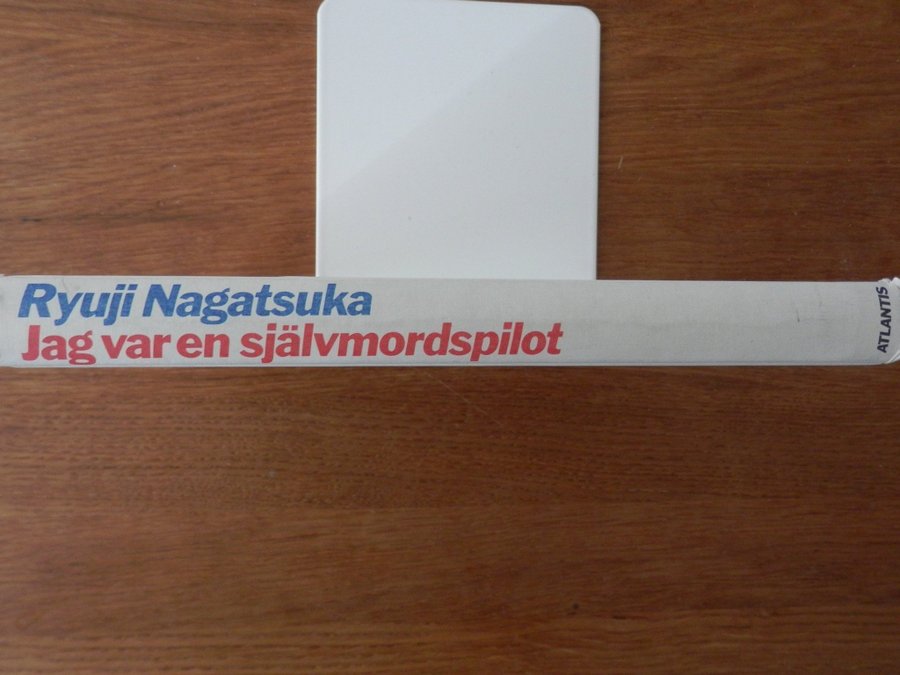 Ryuji Nagatsuka
Jag var en självmordspilot
ATLANTIS